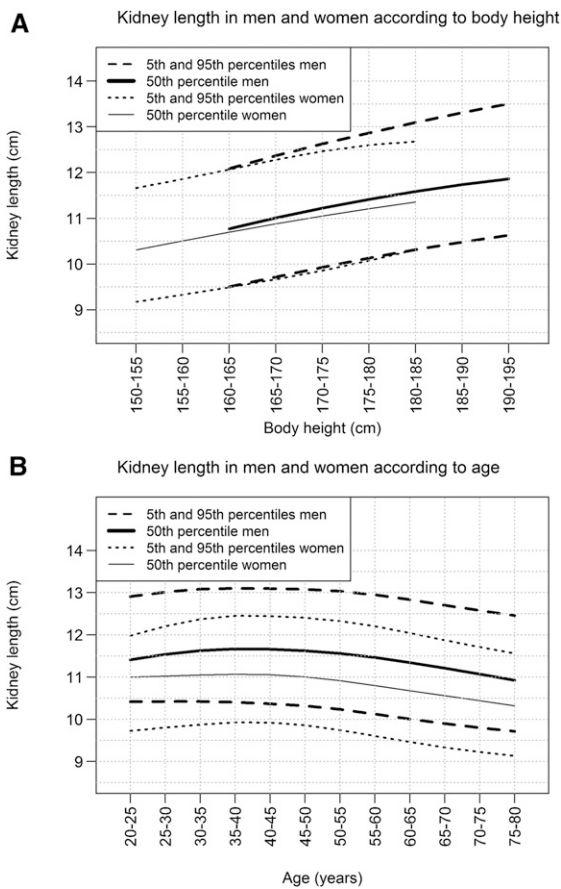 A
Kidney length in men and women according to body height
5th and 95th percentiles men
50th percentile men
5th and 95th percentiles women
50th percentile women
Kidney length (cm)
14
13
12
11
10
9
150-155
155-160
160-165
165-170
170-175
175-180
180-185
185-190
190-195
Body height (cm)
B
Kidney length in men and women according to age
5th and 95th percentiles men
50th percentile men
5th and 95th percentiles women
50th percentile women
Kidney length (cm)
14
13
12
11
10
9
20-25
25-30
30-35
35-40
40-45
45-50
50-55
55-60
60-65
65-70
70-75
75-80
Age (years)